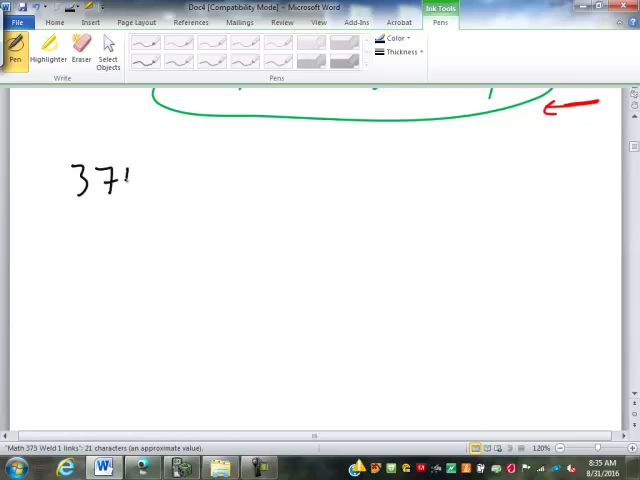 Doc4 [Compatibility Mode] - Microsoft Word
Ink Tools
File Home Insert Page Layout References Mailings Review View Add-Ins Acrobat Pens
Pen Highlighter Eraser Select Objects
Color
Thickness
Write Pens
37
"Math 373 Weld 1 links": 21 characters (an approximate value).
120%
8:35 AM
8/31/2016